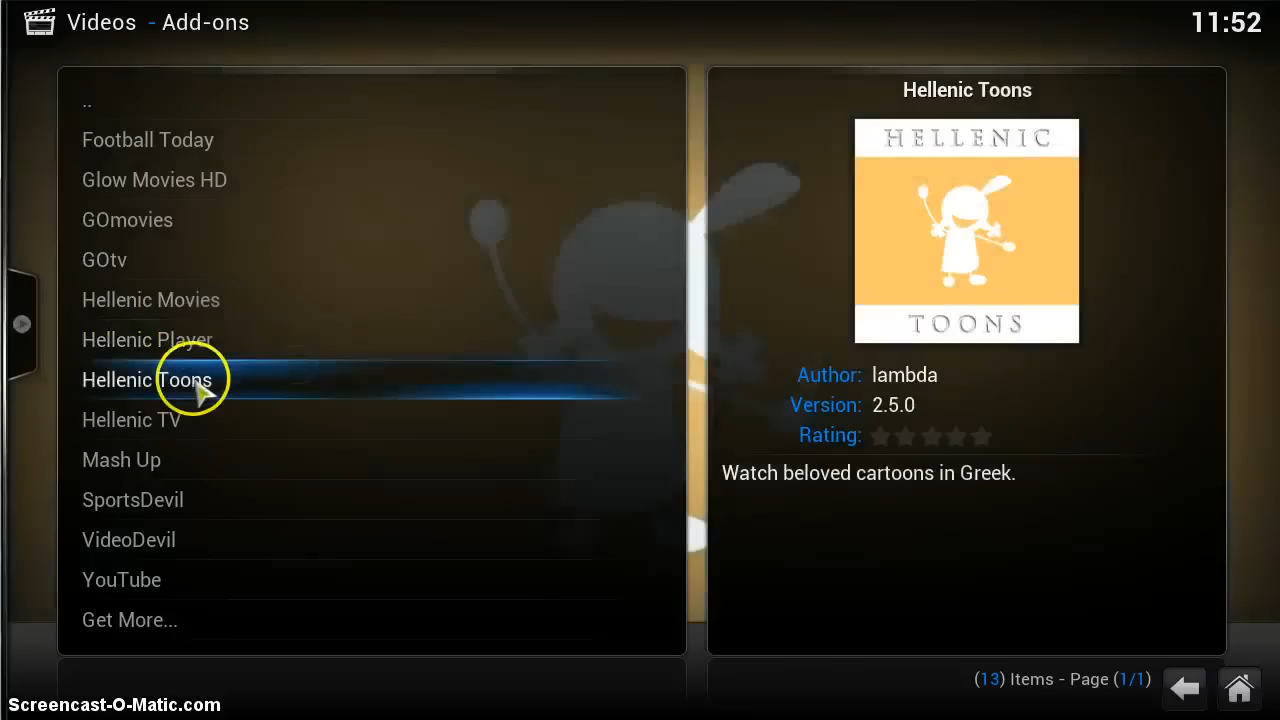 Videos - Add-ons
11:52
..
Football Today
Glow Movies HD
GOmovies
GOtv
Hellenic Movies
Hellenic Player
Hellenic Toons
Hellenic TV
Mash Up
SportsDevil
VideoDevil
YouTube
Get More...
Hellenic Toons
HELLENIC
TOONS
Author: lambda
Version: 2.5.0
Rating:
Watch beloved cartoons in Greek.
(13) Items - Page (1/1)
Screencast-O-Matic.com